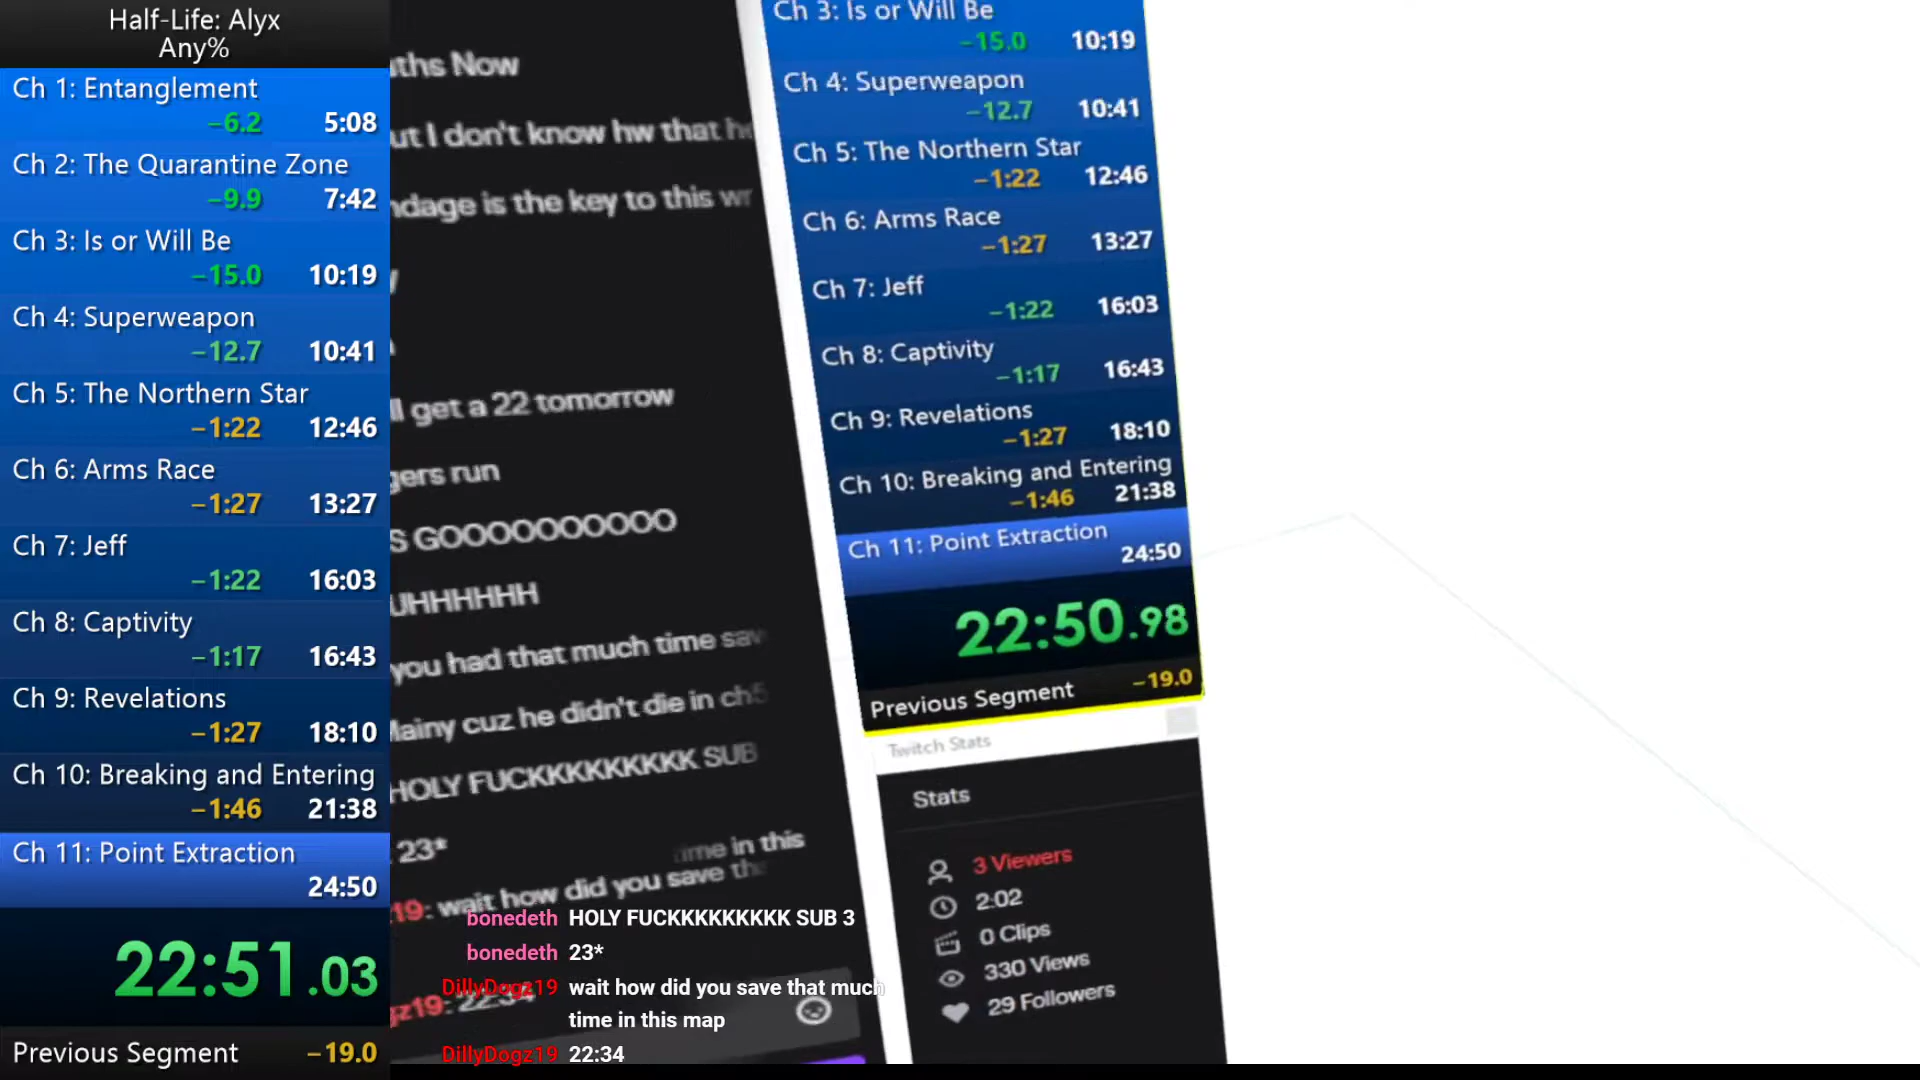 Half-Life: Alyx
Any%
Ch 1: Entanglement
-6.2 5:08
Ch 2: The Quarantine Zone
-9.9 7:42
Ch 3: Is or Will Be
-15.0 10:19
Ch 4: Superweapon
-12.7 10:41
Ch 5: The Northern Star
-1:22 12:46
Ch 6: Arms Race
-1:27 13:27
Ch 7: Jeff
-1:22 16:03
Ch 8: Captivity
-1:17 16:43
Ch 9: Revelations
-1:27 18:10
Ch 10: Breaking and Entering
-1:46 21:38
Ch 11: Point Extraction
24:50
22:51.03
Previous Segment -19.0
ths Now
ut I don't know hw that
ndage is the key to this wr
ll get a 22 tomorrow
gers run
S GOOOOOOOOOO
UHHHHHH
you had that much time sav
ainy cuz he didn't die in ch5
HOLY FUCKKKKKKKKK SUB
23*
ime in this
19: wait how did you save th
gz19: 22:34
bonedeth HOLY FUCKKKKKKKKK SUB 3
bonedeth 23*
DillyDogz19 wait how did you save that much
time in this map
DillyDogz19 22:34
Ch 3: Is or Will Be
-15.0 10:19
Ch 4: Superweapon
-12.7 10:41
Ch 5: The Northern Star
-1:22 12:46
Ch 6: Arms Race
-1:27 13:27
Ch 7: Jeff
-1:22 16:03
Ch 8: Captivity
-1:17 16:43
Ch 9: Revelations
-1:27 18:10
Ch 10: Breaking and Entering
-1:46 21:38
Ch 11: Point Extraction
24:50
22:50.98
Previous Segment -19.0
Twitch Stats
Stats
3 Viewers
2:02
0 Clips
330 Views
29 Followers